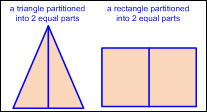 a triangle partitioned
into 2 equal parts
a rectangle partitioned
into 2 equal parts